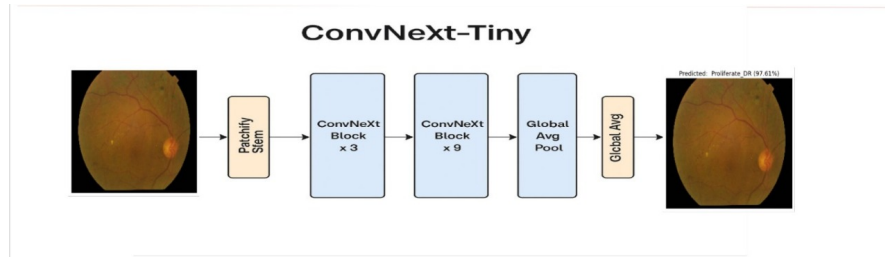 ConvNeXt-Tiny
Predicted: Proliferate_DR (97.61%)
Patchify
Stem
ConvNeXt
Block
x 3
ConvNeXt
Block
x 9
Global
Avg
Pool
Glcbal Avg